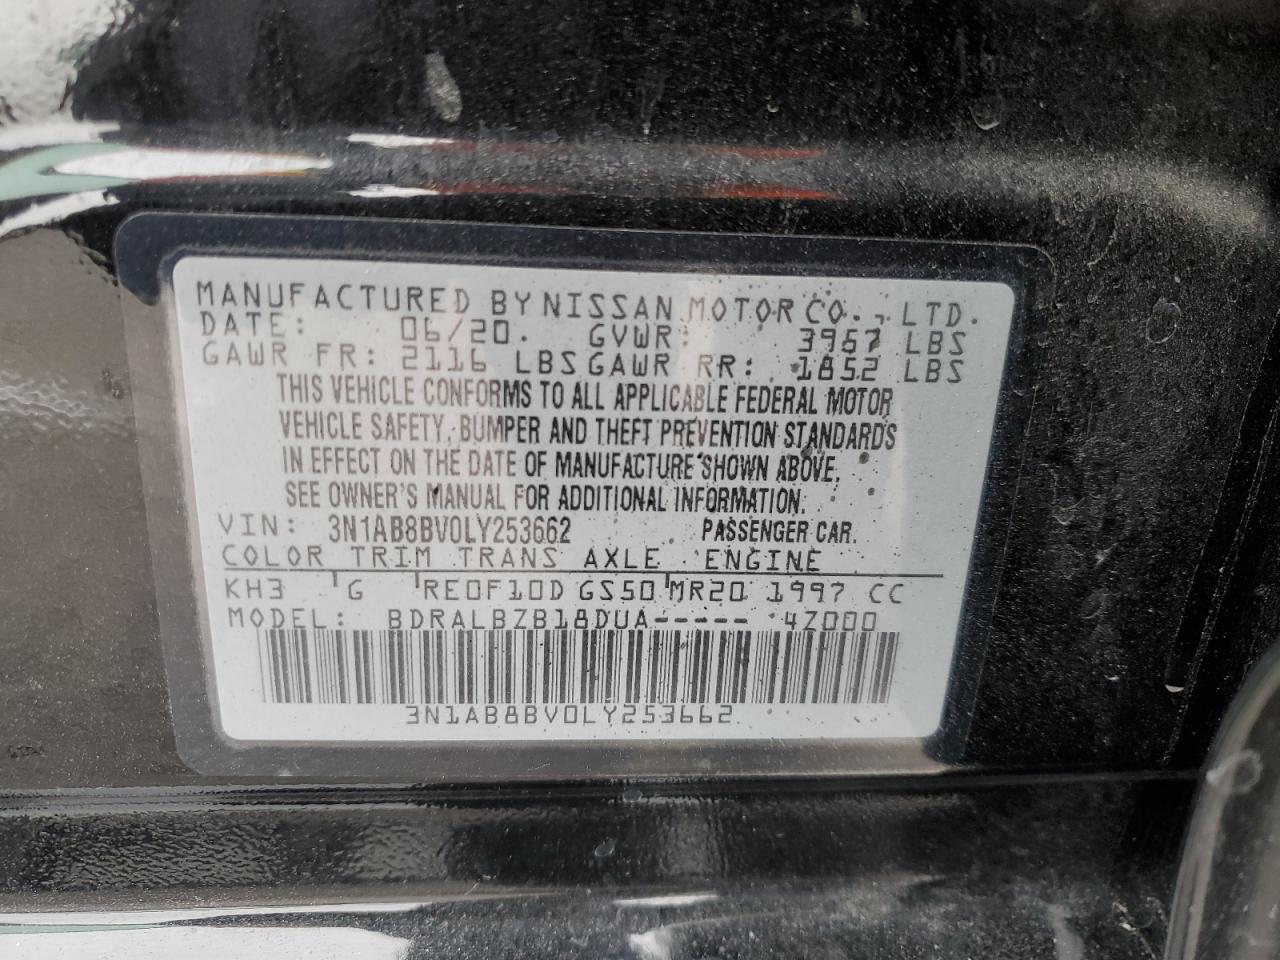 MANUFACTURED BY NISSAN MOTOR CO., LTD.
DATE: 06/20. GVWR: 3967 LBS
GAWR FR: 2116 LBS GAWR RR: 1852 LBS
THIS VEHICLE CONFORMS TO ALL APPLICABLE FEDERAL MOTOR
VEHICLE SAFETY, BUMPER AND THEFT PREVENTION STANDARDS
IN EFFECT ON THE DATE OF MANUFACTURE SHOWN ABOVE.
SEE OWNER'S MANUAL FOR ADDITIONAL INFORMATION.
VIN: 3N1AB8BV0LY253662 PASSENGER CAR.
COLOR TRIM TRANS AXLE ENGINE
KH3 G RE0F10D GS50 MR20 1997 CC
MODEL: BDRALBZB18DUA----- 4Z000
3N1AB8BV0LY253662